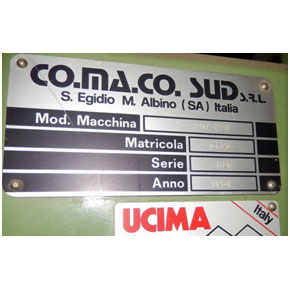 CO.MA.CO. SUD S.R.L.
S. Egidio M. Albino (SA) Italia
Mod. Macchina
Matricola
Serie
Anno
UCIMA
Italy